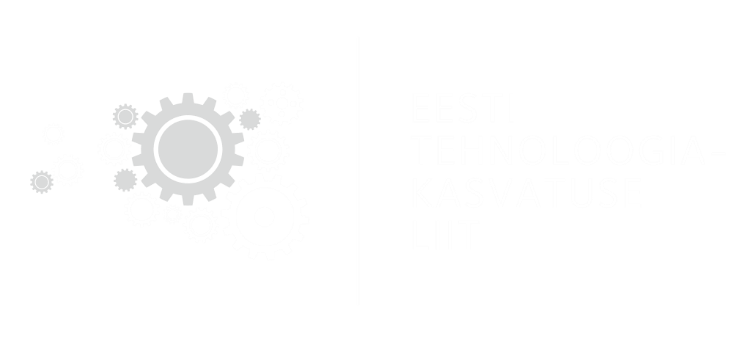 EESTI
TEHNOLOOGIA-
KASVATUSE
LIIT